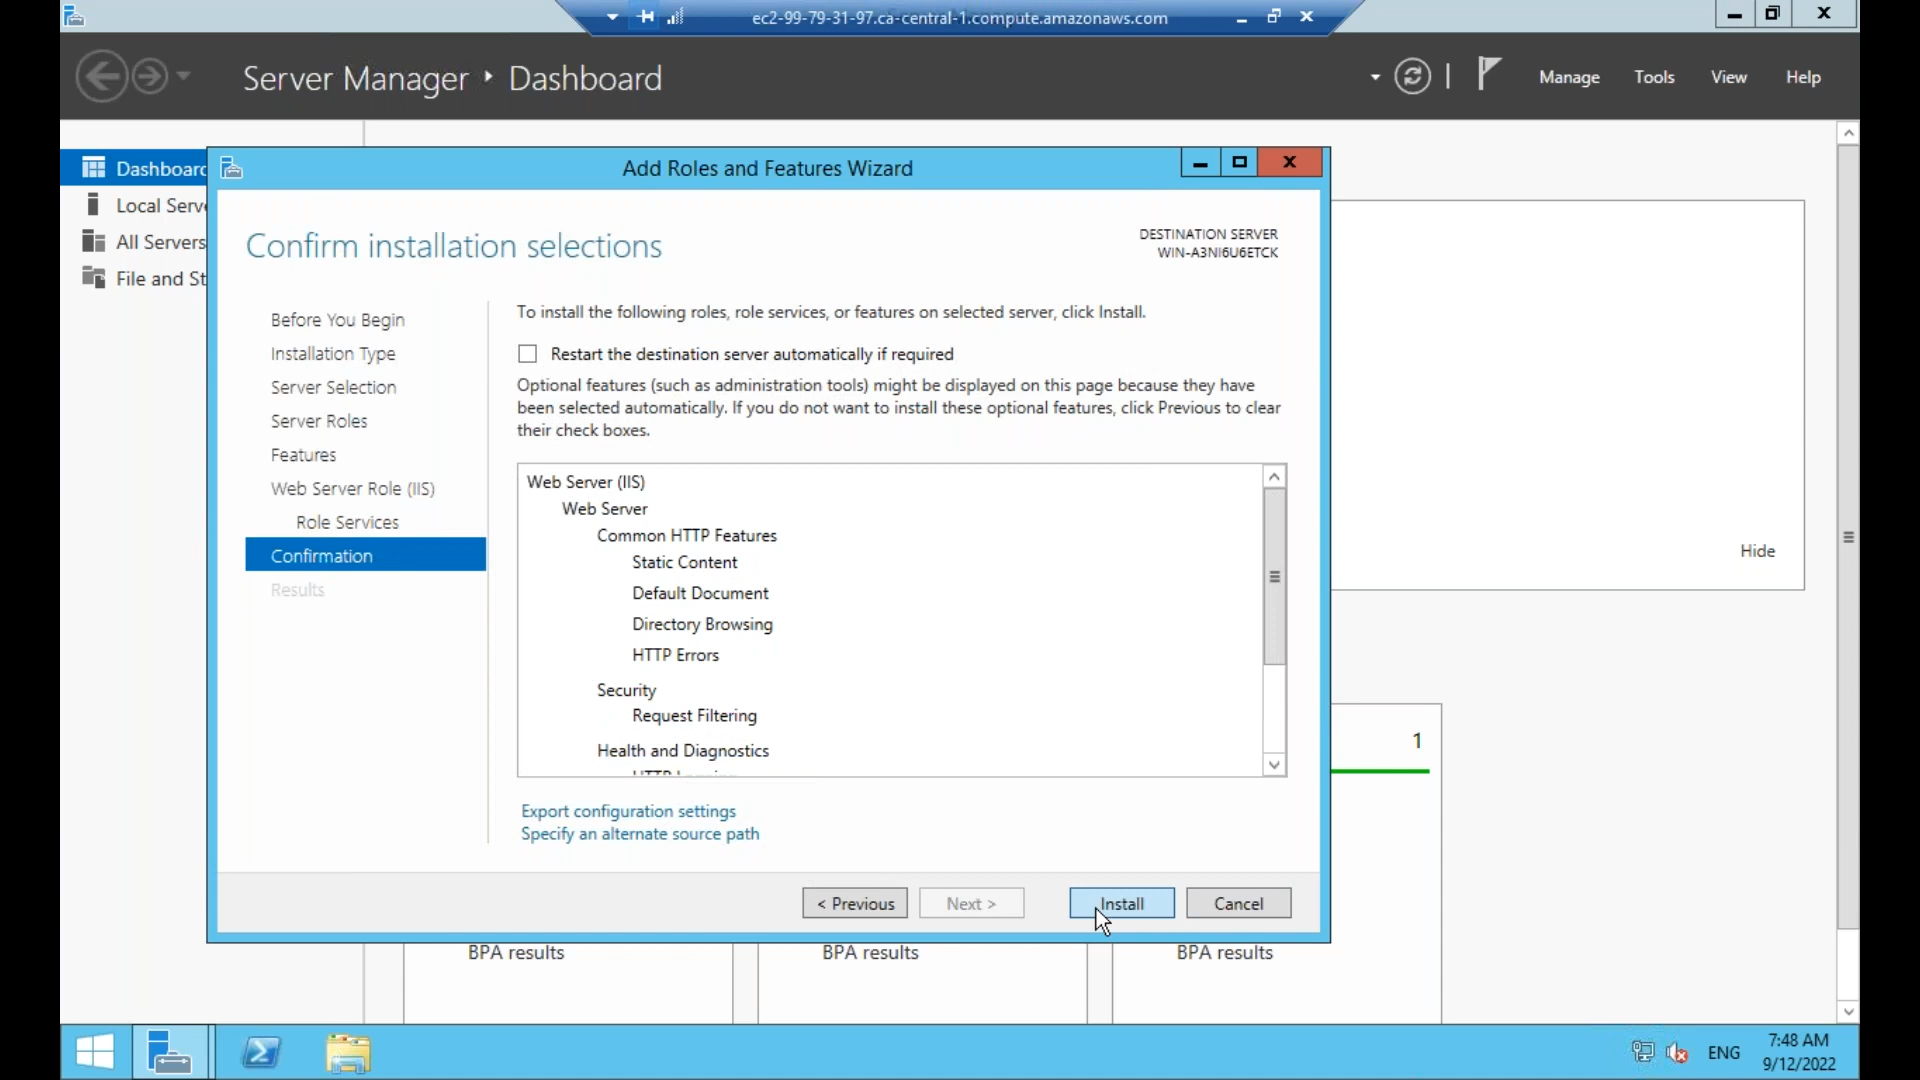 ec2-99-79-31-97.ca-central-1.compute.amazonaws.com
Server Manager
Dashboard
Manage
Tools
View
Help
Dashboard
Local Serve
All Servers
File and St
Add Roles and Features Wizard
Confirm installation selections
DESTINATION SERVER
WIN-A3NI6U6ETCK
Before You Begin
Installation Type
Server Selection
Server Roles
Features
Web Server Role (IIS)
Role Services
Confirmation
Results
To install the following roles, role services, or features on selected server, click Install.
Restart the destination server automatically if required
Optional features (such as administration tools) might be displayed on this page because they have
been selected automatically. If you do not want to install these optional features, click Previous to clear
their check boxes.
Web Server (IIS)
Web Server
Common HTTP Features
Static Content
Default Document
Directory Browsing
HTTP Errors
Security
Request Filtering
Health and Diagnostics
Export configuration settings
Specify an alternate source path
< Previous
Next >
Install
Cancel
Hide
1
BPA results
BPA results
BPA results
ENG
7:48 AM
9/12/2022